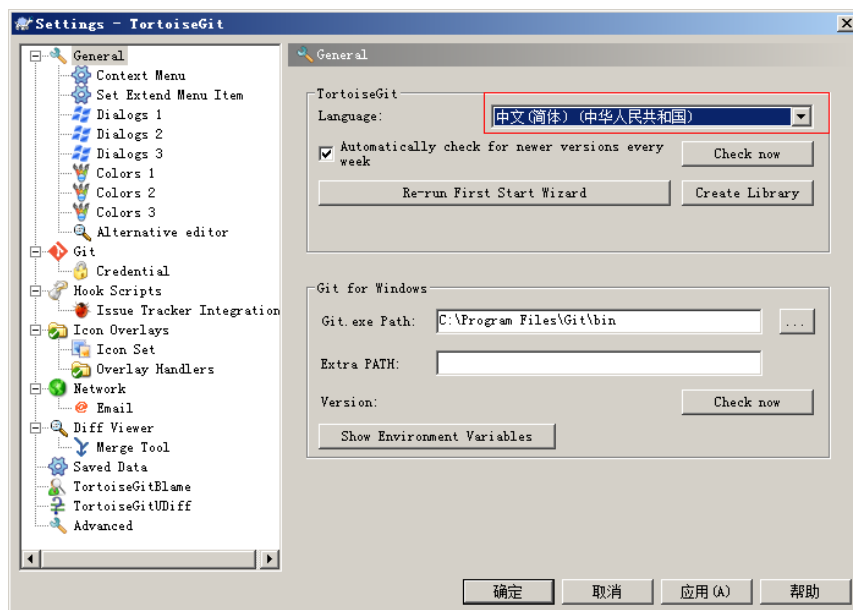 Settings - TortoiseGit
General
Context Menu
Set Extend Menu Item
Dialogs 1
Dialogs 2
Dialogs 3
Colors 1
Colors 2
Colors 3
Alternative editor
Git
Credential
Hook Scripts
Issue Tracker Integration
Icon Overlays
Icon Set
Overlay Handlers
Network
Email
Diff Viewer
Merge Tool
Saved Data
TortoiseGitBlame
TortoiseGitUDiff
Advanced
General
TortoiseGit
Language: 中文(简体) (中华人民共和国)
Automatically check for newer versions every
week
Check now
Re-run First Start Wizard Create Library
Git for Windows
Git.exe Path: C:\Program Files\Git\bin ...
Extra PATH:
Version: Check now
Show Environment Variables
确定 取消 应用(A) 帮助